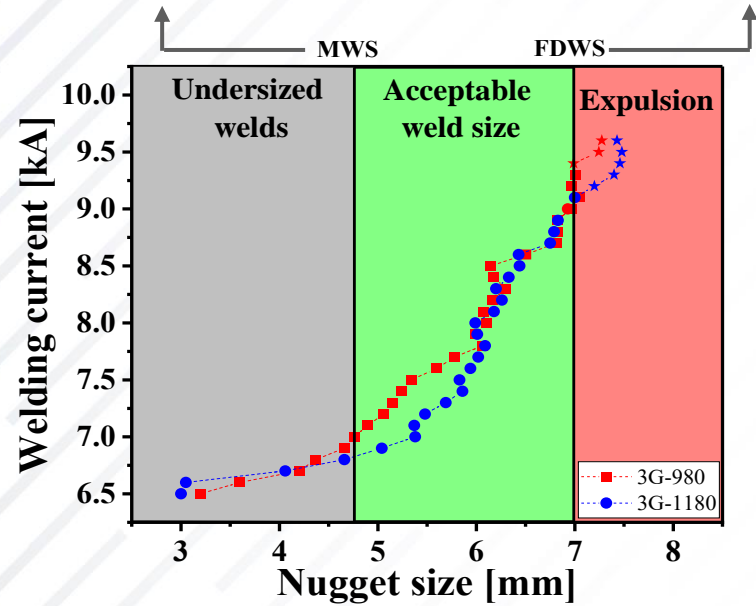 MWS
FDWS
Undersized
welds
Acceptable
weld size
Expulsion
Welding current [kA]
10.0
9.5
9.0
8.5
8.0
7.5
7.0
6.5
3G-980
3G-1180
3
4
5
6
7
8
Nugget size [mm]